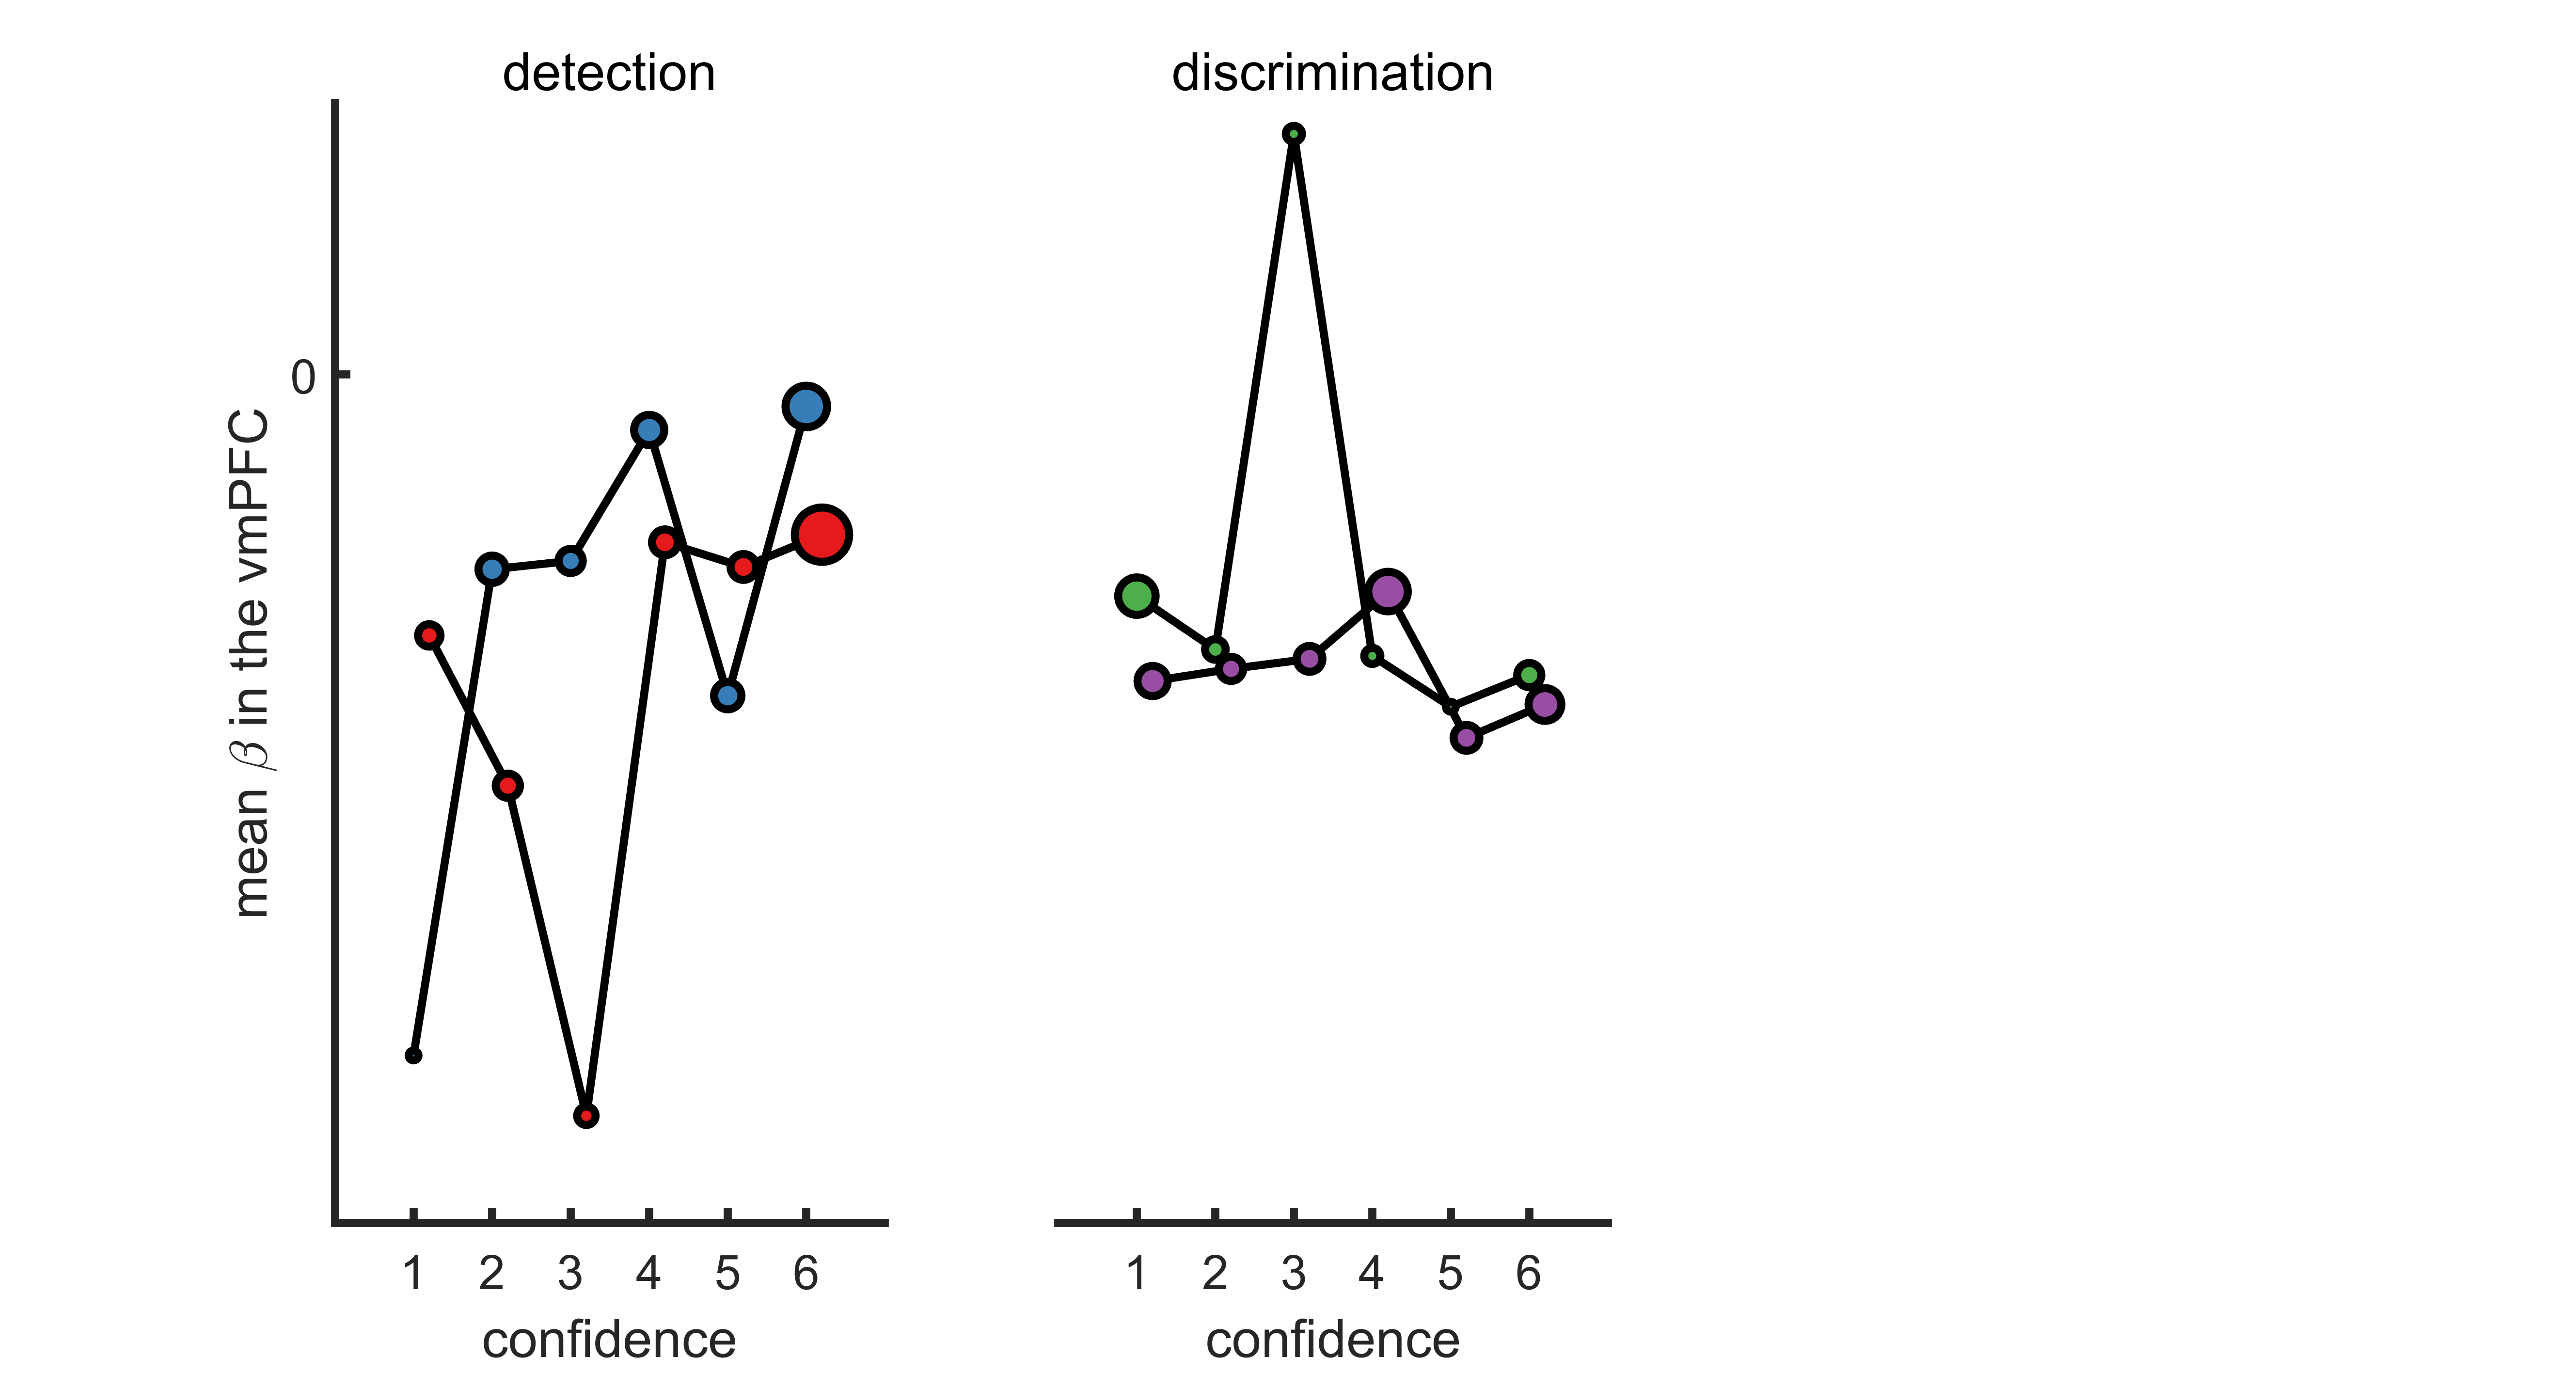 detection
discrimination
0
mean β in the vmPFC
1 2 3 4 5 6
confidence
1 2 3 4 5 6
confidence